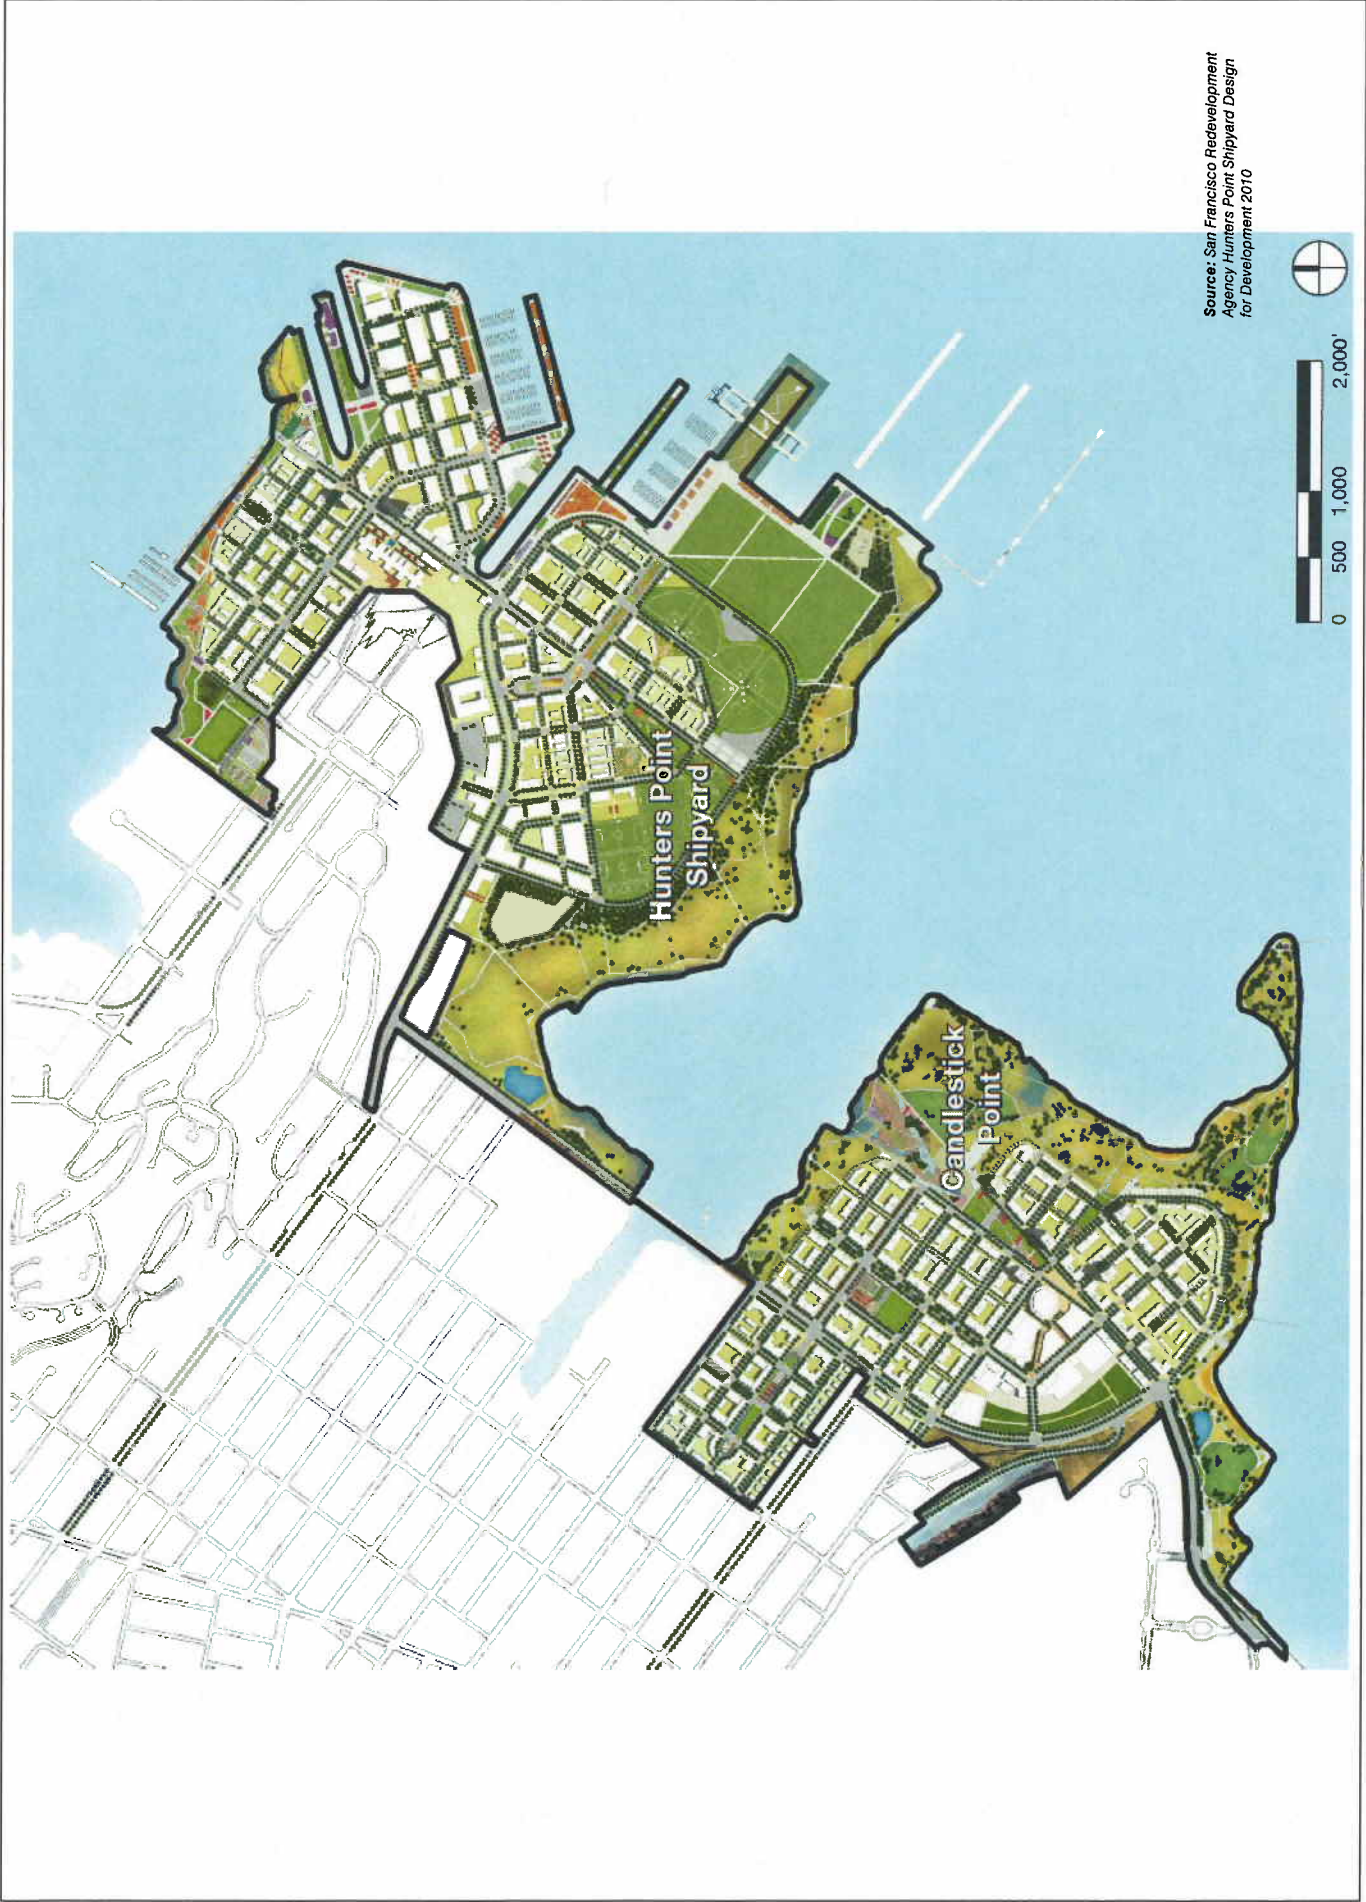 Hunters Point
Shipyard
Candlestick
Point
Source: San Francisco Redevelopment
Agency Hunters Point Shipyard Design
for Development 2010
0 500 1,000 2,000'